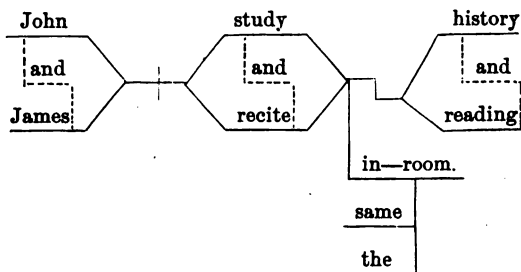 John study history
and and and
James recite reading
in—room.
same
the